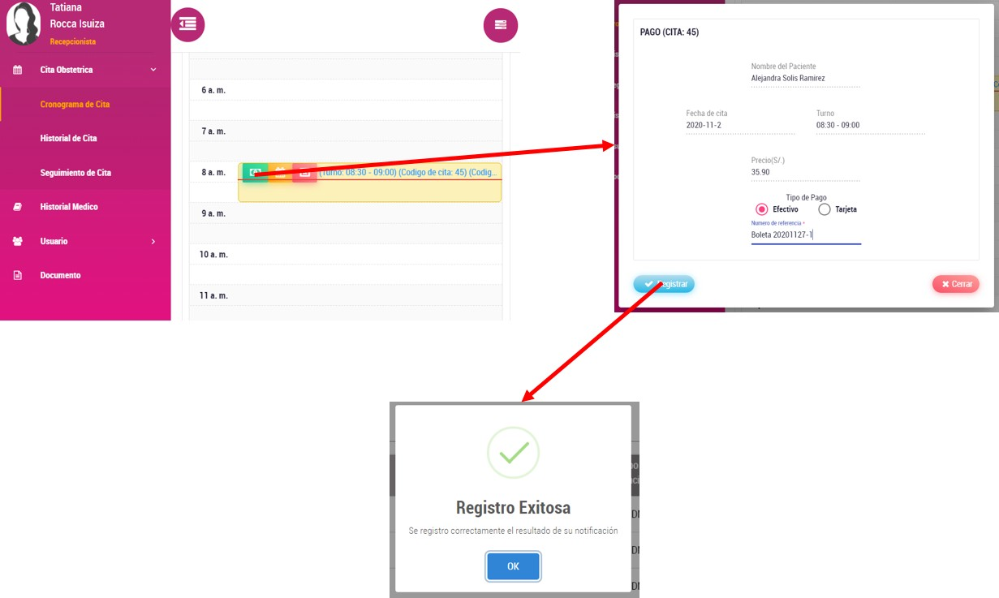 Tatiana
Rocca Isuiza
Recepcionista
Cita Obstetrica
Cronograma de Cita
Historial de Cita
Seguimiento de Cita
Historial Medico
Usuario
Documento
6 a. m.
7 a. m.
8 a. m.
(Turno: 08:30 - 09:00) (Codigo de cita: 45) (Codig...
9 a. m.
10 a. m.
11 a. m.
PAGO (CITA: 45)
Nombre del Paciente
Alejandra Solis Ramirez
Fecha de cita
Turno
2020-11-2
08:30 - 09:00
Precio(S/.)
35.90
Tipo de Pago
Efectivo
Tarjeta
Numero de referencia *
Boleta 20201127-1
Registrar
Cerrar
Registro Exitosa
Se registro correctamente el resultado de su notificación
OK